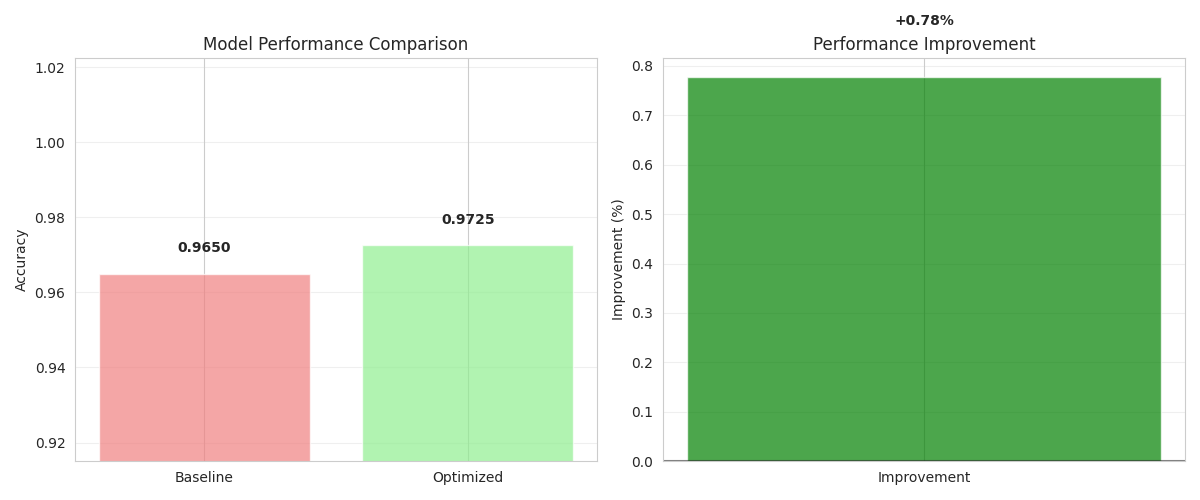 Model Performance Comparison
Accuracy
1.02
1.00
0.98
0.96
0.94
0.92
0.9650
0.9725
Baseline
Optimized
+0.78%
Performance Improvement
Improvement (%)
0.8
0.7
0.6
0.5
0.4
0.3
0.2
0.1
0.0
Improvement